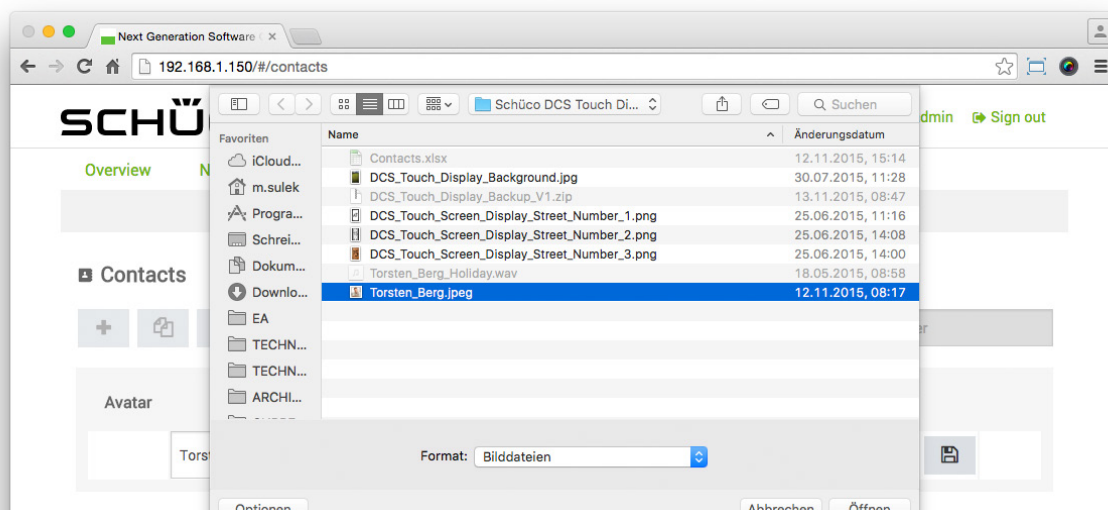 Next Generation Software
192.168.1.150/#/contacts
SCHÜ
dmin Sign out
Overview N
Schüco DCS Touch Di... Suchen
Favoriten
iCloud...
m.sulek
Progra...
Schrei...
Dokum...
Downlo...
EA
TECHN...
TECHN...
ARCHI...
Name Änderungsdatum
Contacts.xlsx 12.11.2015, 15:14
DCS_Touch_Display_Background.jpg 30.07.2015, 11:28
DCS_Touch_Display_Backup_V1.zip 13.11.2015, 08:47
DCS_Touch_Screen_Display_Street_Number_1.png 25.06.2015, 11:16
DCS_Touch_Screen_Display_Street_Number_2.png 25.06.2015, 14:08
DCS_Touch_Screen_Display_Street_Number_3.png 25.06.2015, 14:00
Torsten_Berg_Holiday.wav 18.05.2015, 08:58
Torsten_Berg.jpeg 12.11.2015, 08:17
Contacts
er
Avatar
Torst
Format: Bilddateien
Optionen Abbrechen Öffnen